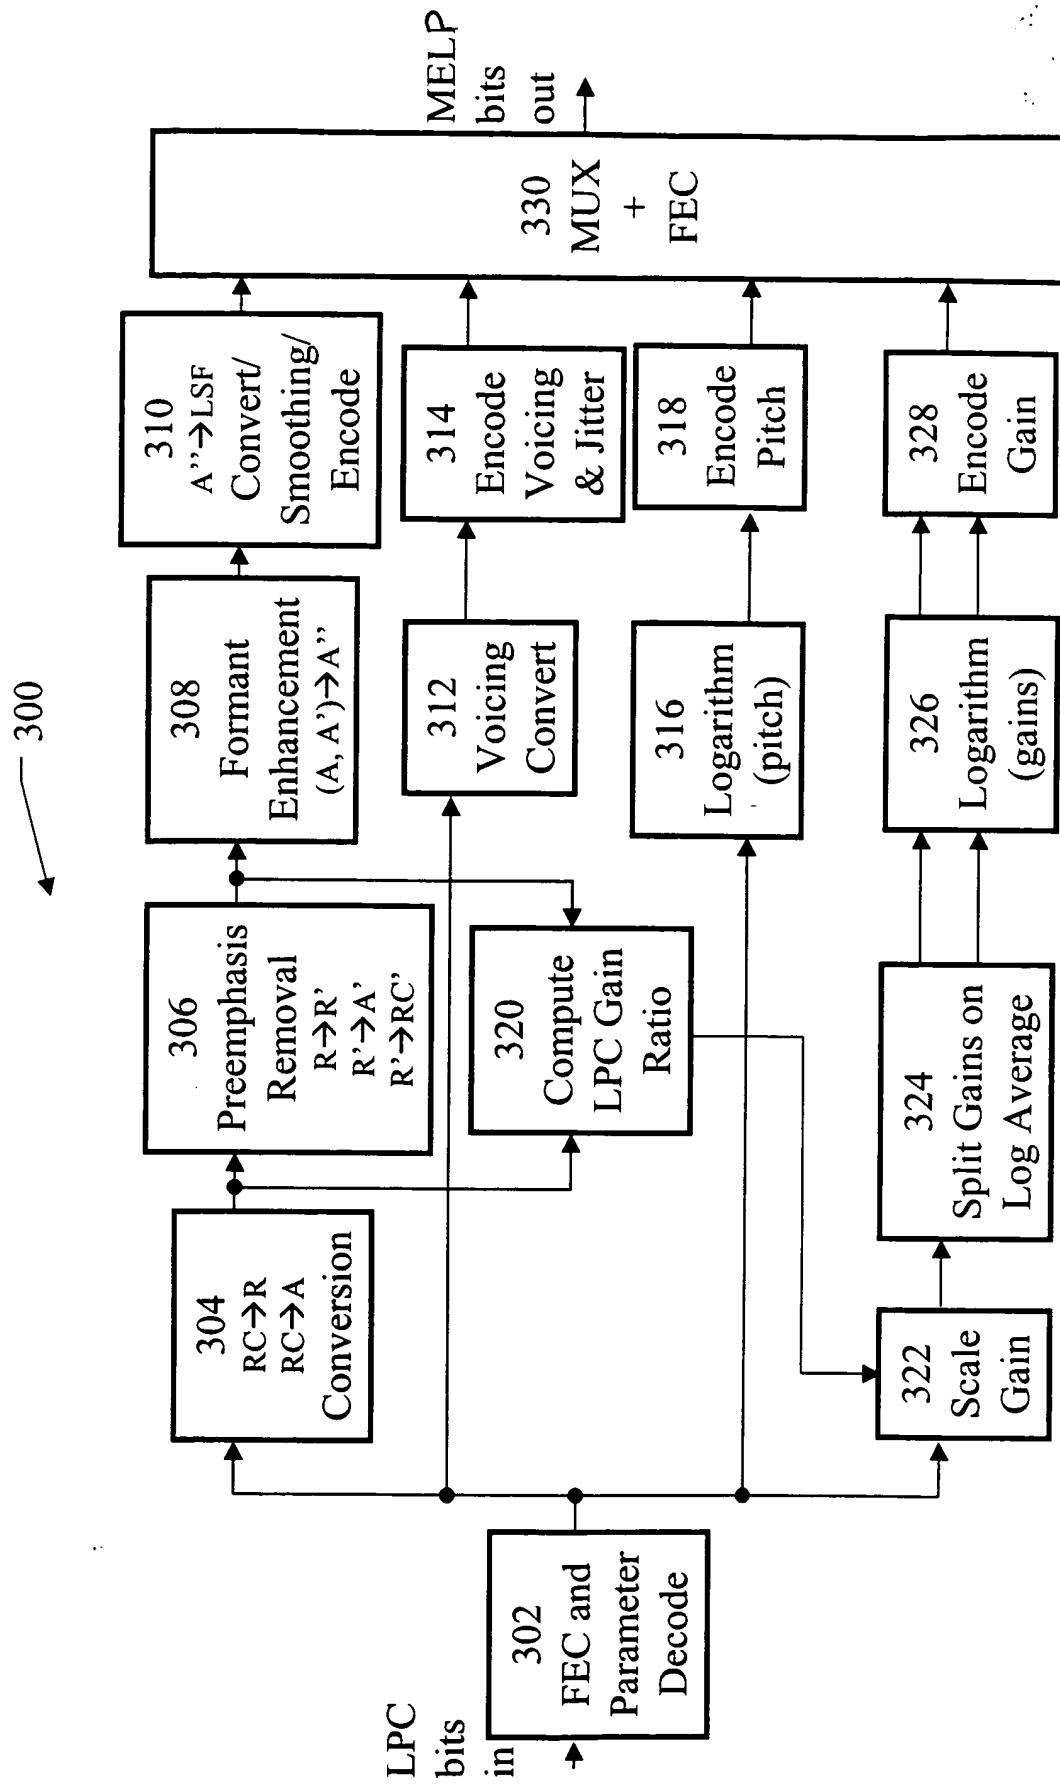 300
LPC
bits
in
302
FEC and
Parameter
Decode
304
RC→R
RC→A
Conversion
306
Preemphasis
Removal
R→R'
R'→A'
R'→RC'
308
Formant
Enhancement
(A, A')→A''
310
A''→LSF
Convert/
Smoothing/
Encode
312
Voicing
Convert
314
Encode
Voicing
& Jitter
316
Logarithm
(pitch)
318
Encode
Pitch
320
Compute
LPC Gain
Ratio
322
Scale
Gain
324
Split Gains on
Log Average
326
Logarithm
(gains)
328
Encode
Gain
330
MUX
+
FEC
MELP
bits
out